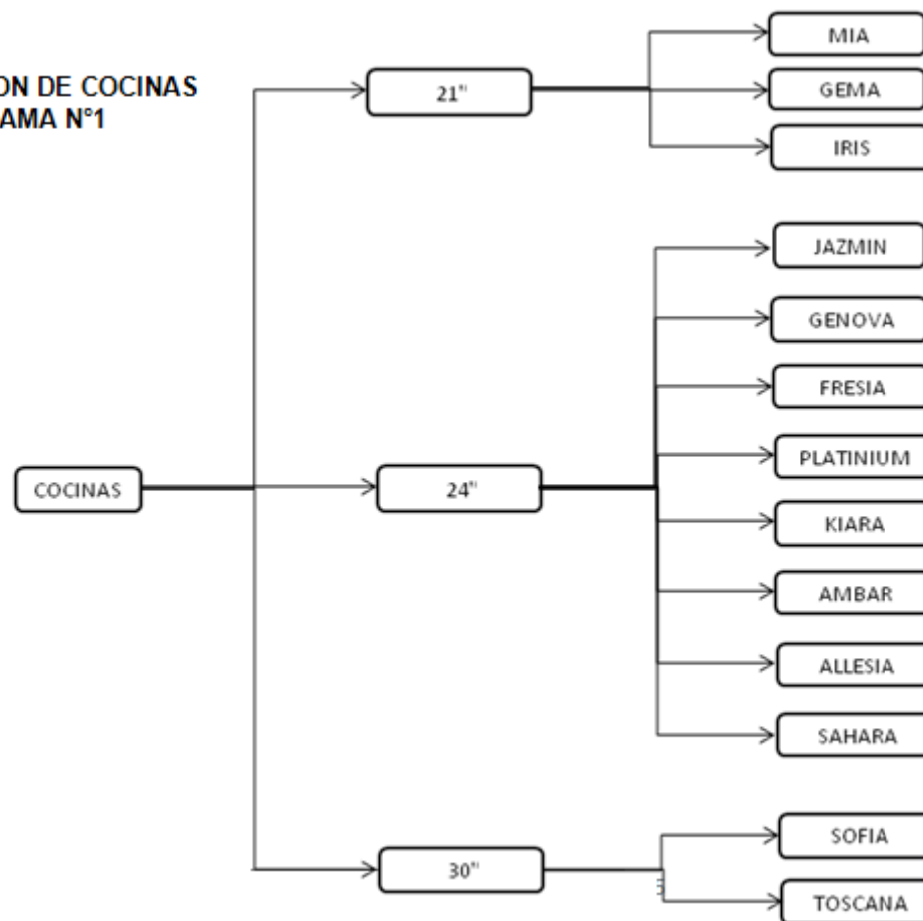 ON DE COCINAS
AMA N°1
COCINAS
21"
MIA
GEMA
IRIS
24"
JAZMIN
GENOVA
FRESIA
PLATINIUM
KIARA
AMBAR
ALLESIA
SAHARA
30"
SOFIA
TOSCANA